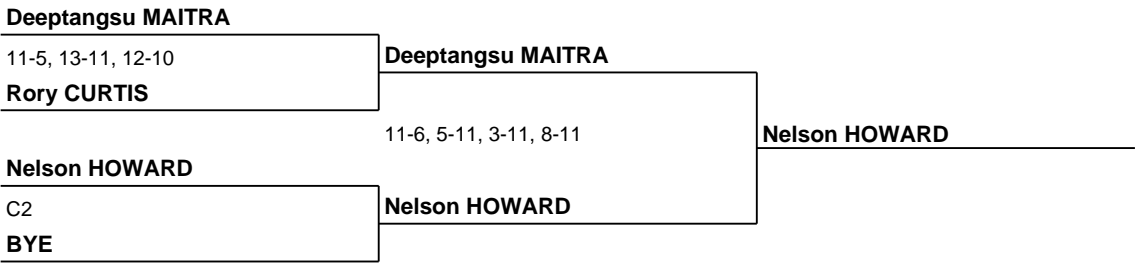 Deeptangsu MAITRA
11-5, 13-11, 12-10
Rory CURTIS
Deeptangsu MAITRA
11-6, 5-11, 3-11, 8-11
Nelson HOWARD
Nelson HOWARD
C2
BYE
Nelson HOWARD